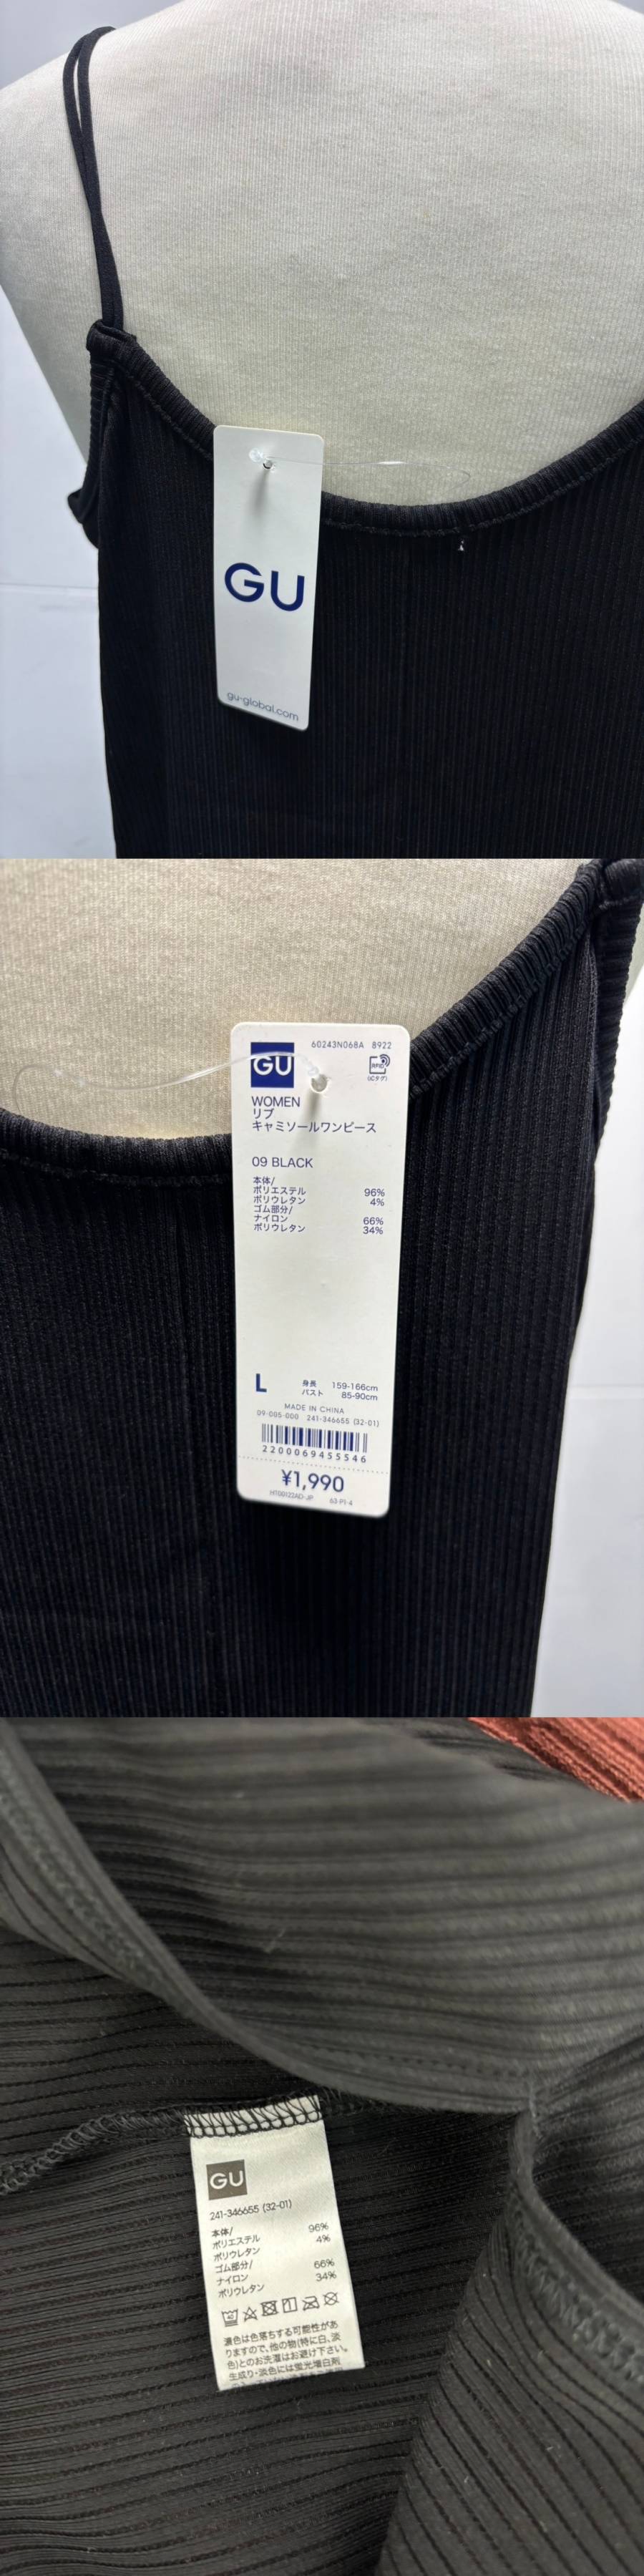 GU
gu-global.com
60243N068A 8922
GU
RFID
(ICタグ)
WOMEN
リブ
キャミソールワンピース
09 BLACK
本体/
ポリエステル 96%
ポリウレタン 4%
ゴム部分/
ナイロン 66%
ポリウレタン 34%
L 身長 159-166cm
バスト 85-90cm
MADE IN CHINA
09-005-000 241-346655 (32-01)
2200069455546
¥1,990
63-P1-4
GU
241-346655 (32-01)
本体/
ポリエステル 96%
ポリウレタン 4%
ゴム部分/
ナイロン 66%
ポリウレタン 34%
濃色は色落ちする可能性があ
りますので、他の物(特に白、淡
色)とのお洗濯はお避け下さい。
生成り・淡色には蛍光増白剤